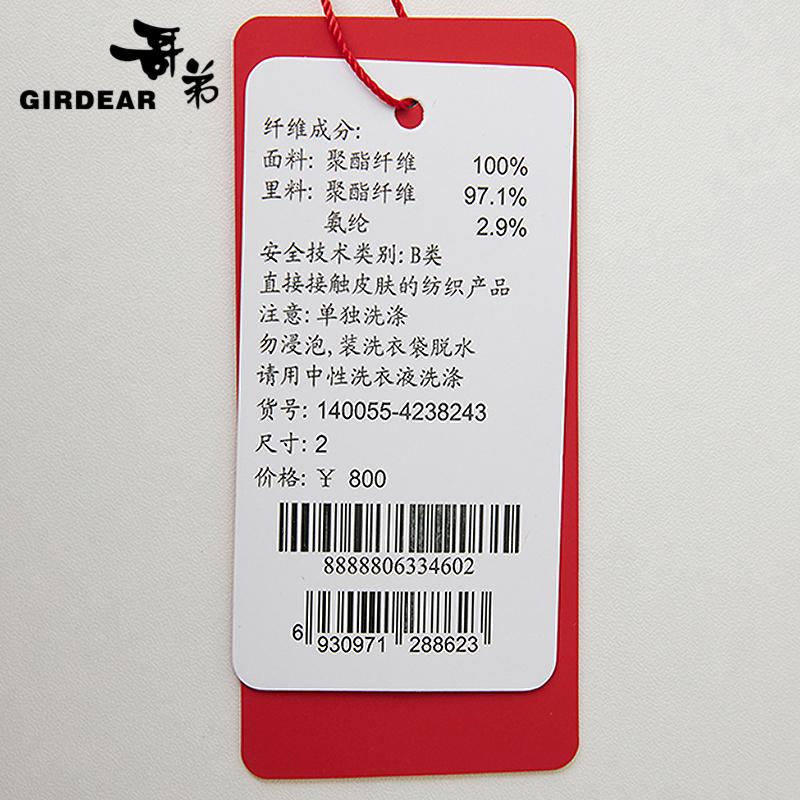 哥弟
GIRDEAR
纤维成分:
面料: 聚酯纤维 100%
里料: 聚酯纤维 97.1%
氨纶 2.9%
安全技术类别: B类
直接接触皮肤的纺织产品
注意: 单独洗涤
勿浸泡, 装洗衣袋脱水
请用中性洗衣液洗涤
货号: 140055-4238243
尺寸: 2
价格: ¥ 800
8888806334602
6 930971 288623